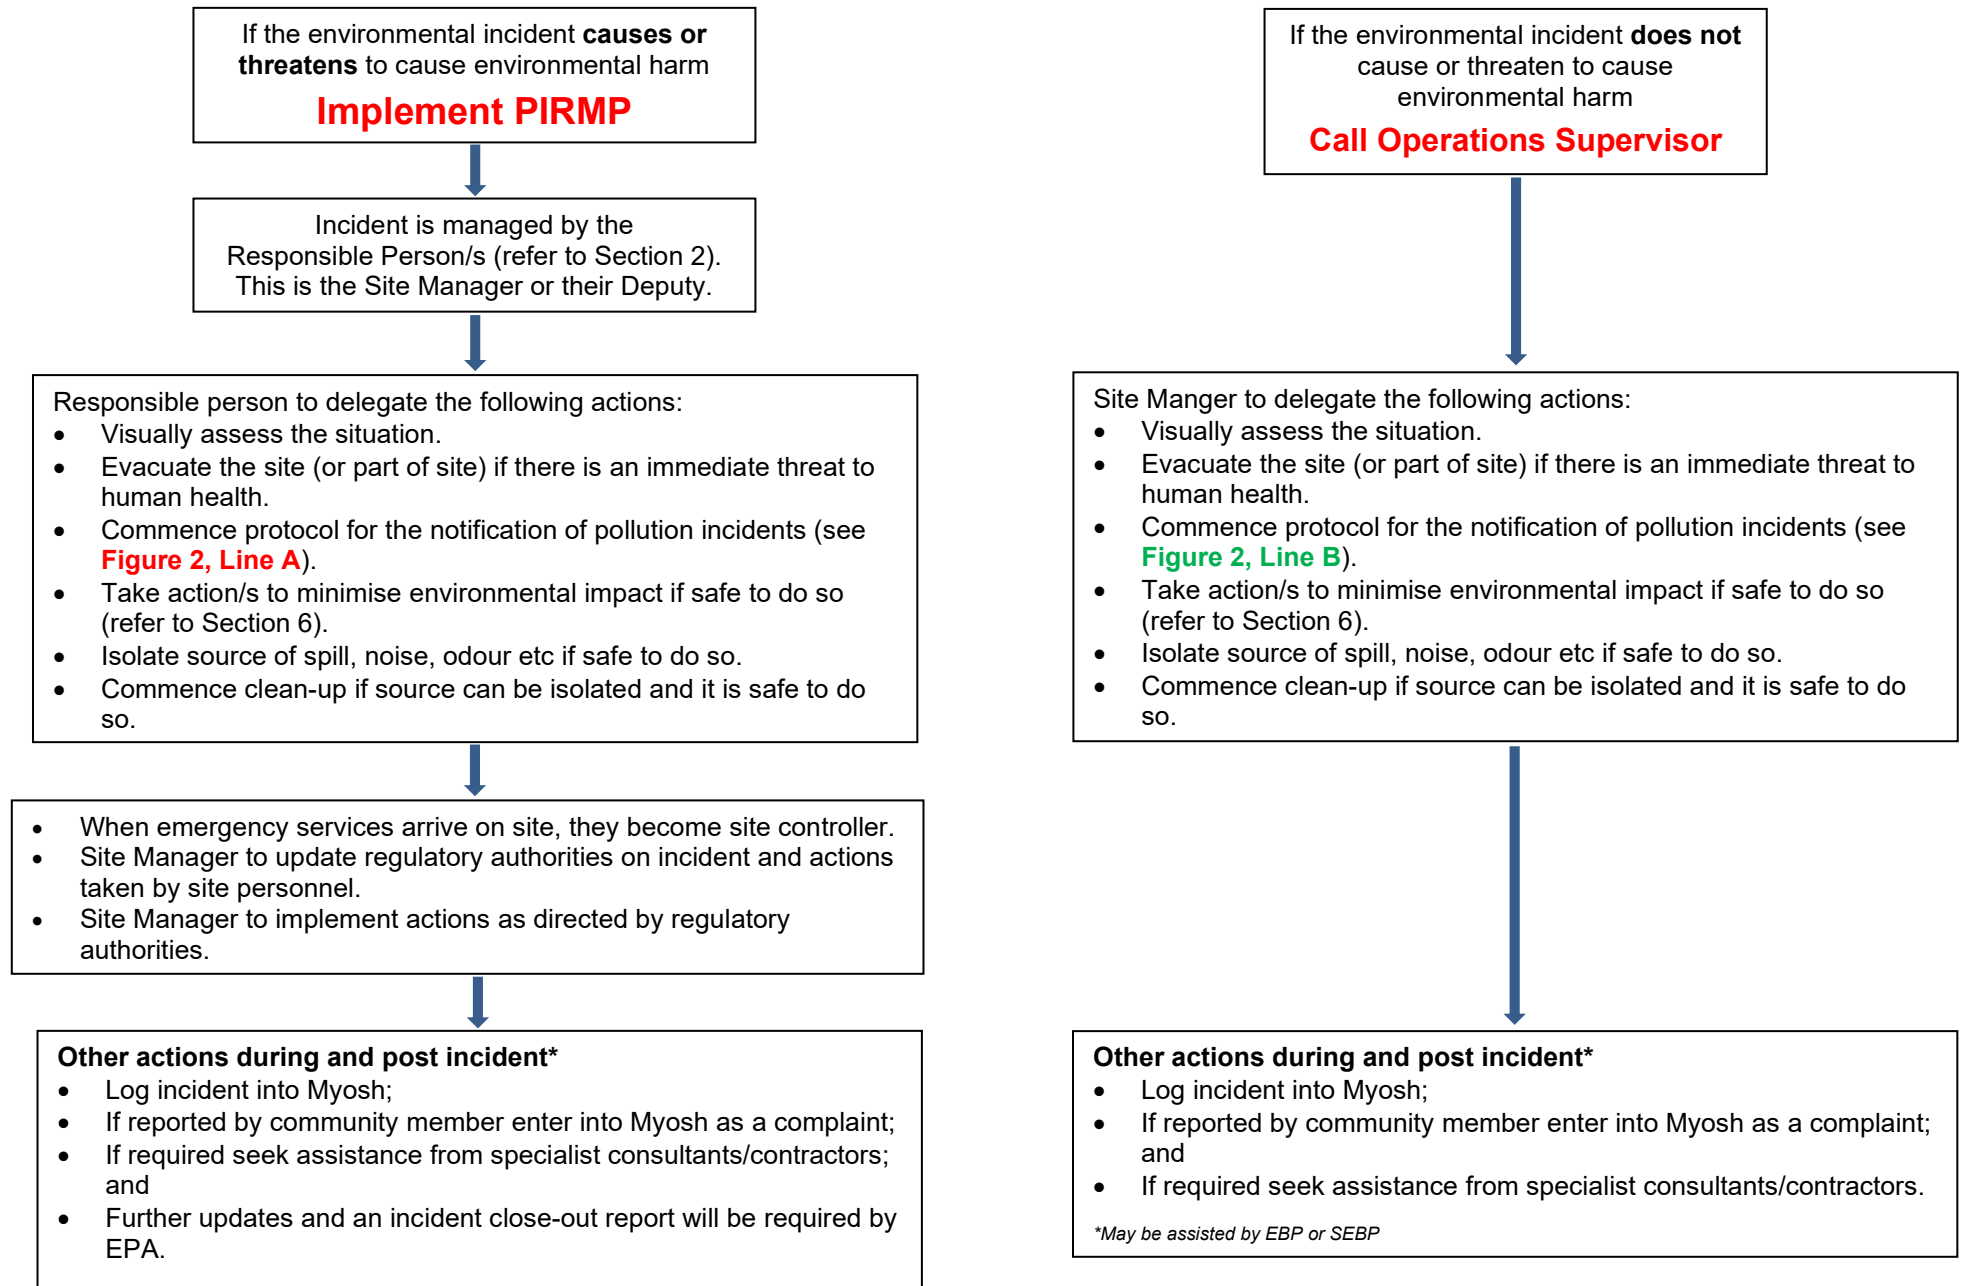 If the environmental incident causes or
threatens to cause environmental harm
Implement PIRMP
Incident is managed by the
Responsible Person/s (refer to Section 2).
This is the Site Manager or their Deputy.
Responsible person to delegate the following actions:
• Visually assess the situation.
• Evacuate the site (or part of site) if there is an immediate threat to
human health.
• Commence protocol for the notification of pollution incidents (see
Figure 2, Line A).
• Take action/s to minimise environmental impact if safe to do so
(refer to Section 6).
• Isolate source of spill, noise, odour etc if safe to do so.
• Commence clean-up if source can be isolated and it is safe to do
so.
• When emergency services arrive on site, they become site controller.
• Site Manager to update regulatory authorities on incident and actions
taken by site personnel.
• Site Manager to implement actions as directed by regulatory
authorities.
Other actions during and post incident*
• Log incident into Myosh;
• If reported by community member enter into Myosh as a complaint;
• If required seek assistance from specialist consultants/contractors;
and
• Further updates and an incident close-out report will be required by
EPA.
If the environmental incident does not
cause or threaten to cause
environmental harm
Call Operations Supervisor
Site Manger to delegate the following actions:
• Visually assess the situation.
• Evacuate the site (or part of site) if there is an immediate threat to
human health.
• Commence protocol for the notification of pollution incidents (see
Figure 2, Line B).
• Take action/s to minimise environmental impact if safe to do so
(refer to Section 6).
• Isolate source of spill, noise, odour etc if safe to do so.
• Commence clean-up if source can be isolated and it is safe to do
so.
Other actions during and post incident*
• Log incident into Myosh;
• If reported by community member enter into Myosh as a complaint;
and
• If required seek assistance from specialist consultants/contractors.
*May be assisted by EBP or SEBP